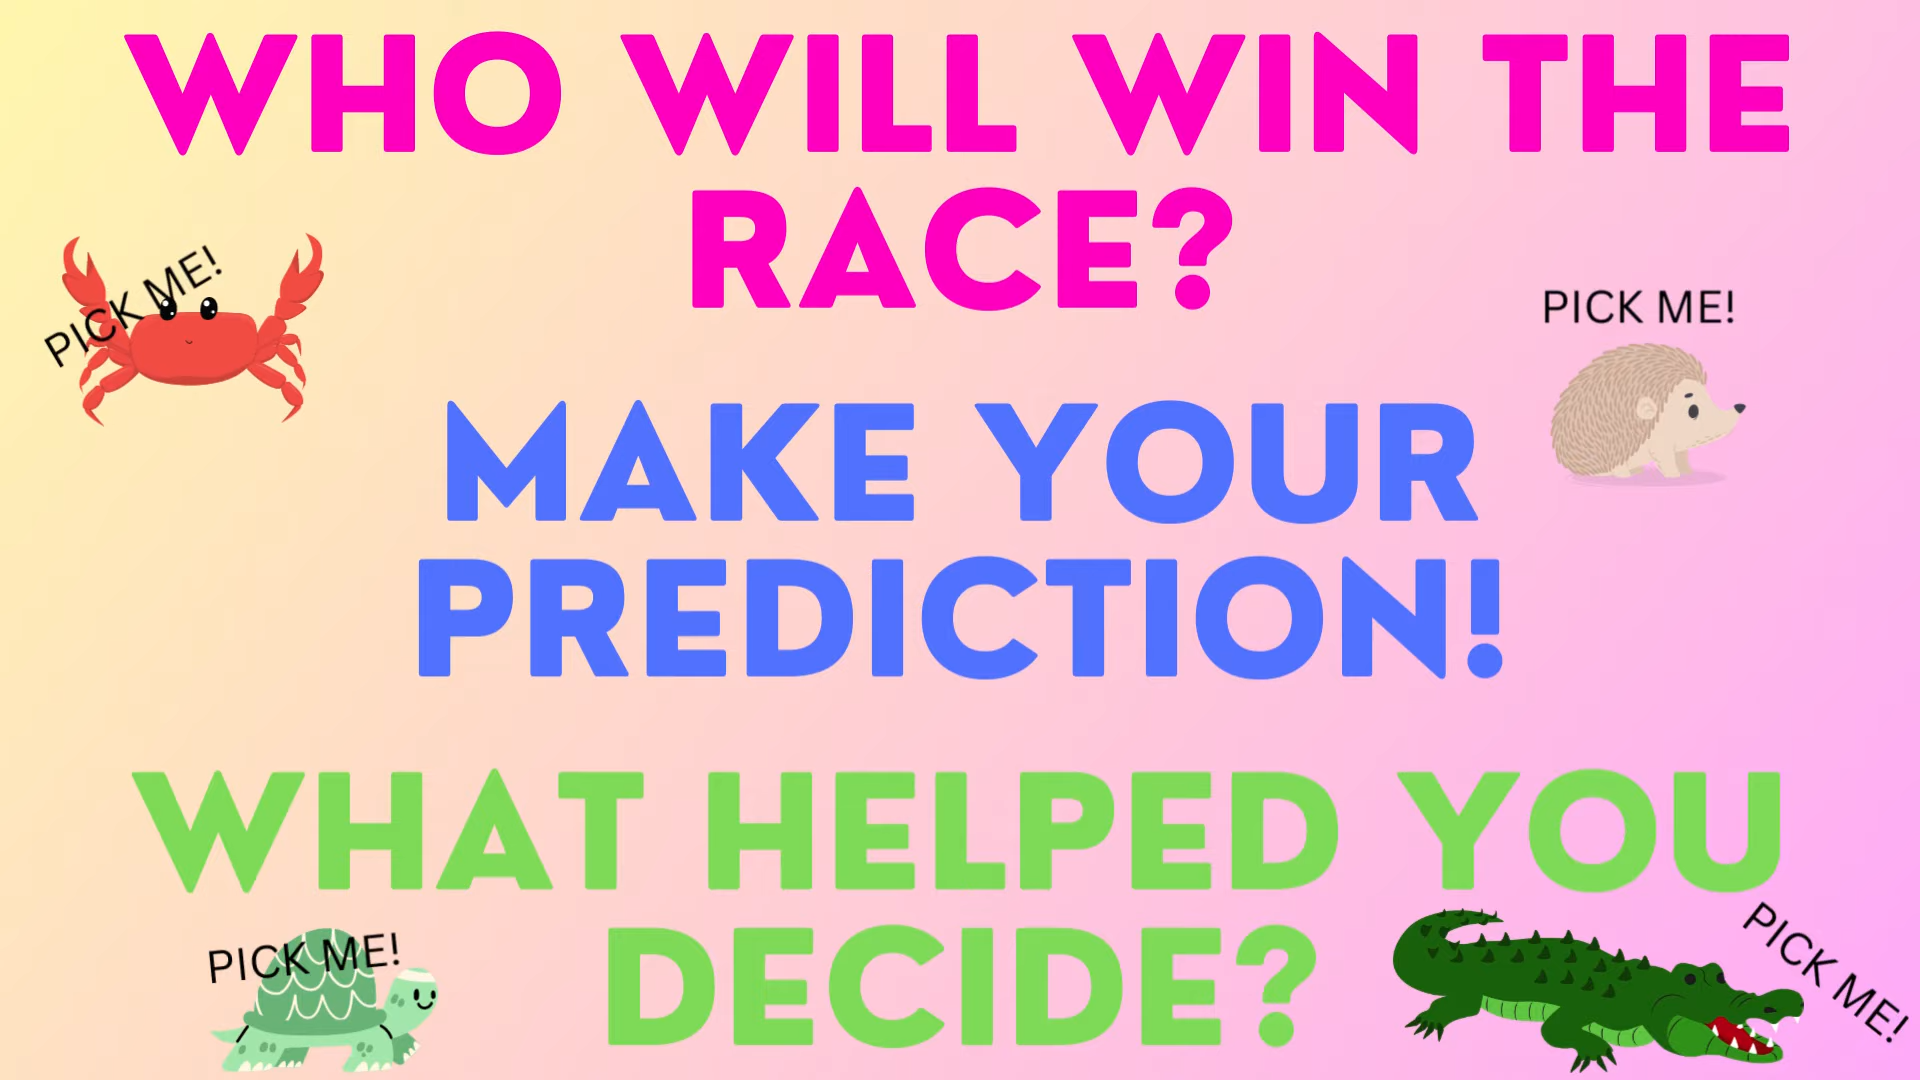 WHO WILL WIN THE
RACE?
PICK ME!
PICK ME!
MAKE YOUR
PREDICTION!
WHAT HELPED YOU
DECIDE?
PICK ME!
PICK ME!